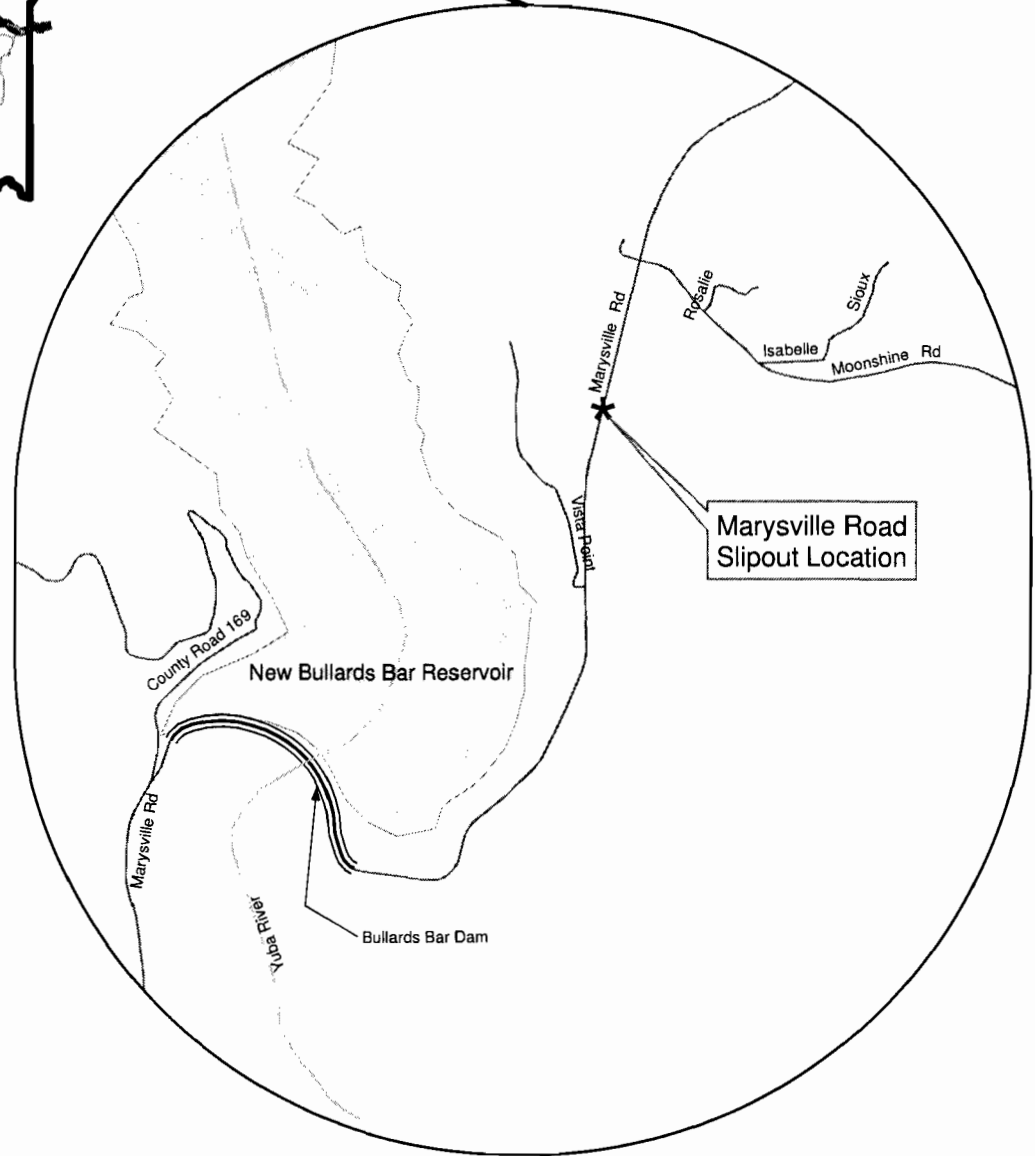 Rosalie
Sioux
Marysville Rd
Isabelle
Moonshine Rd
Vista Point
Marysville Road
Slipout Location
County Road 169
New Bullards Bar Reservoir
Marysville Rd
Yuba River
Bullards Bar Dam